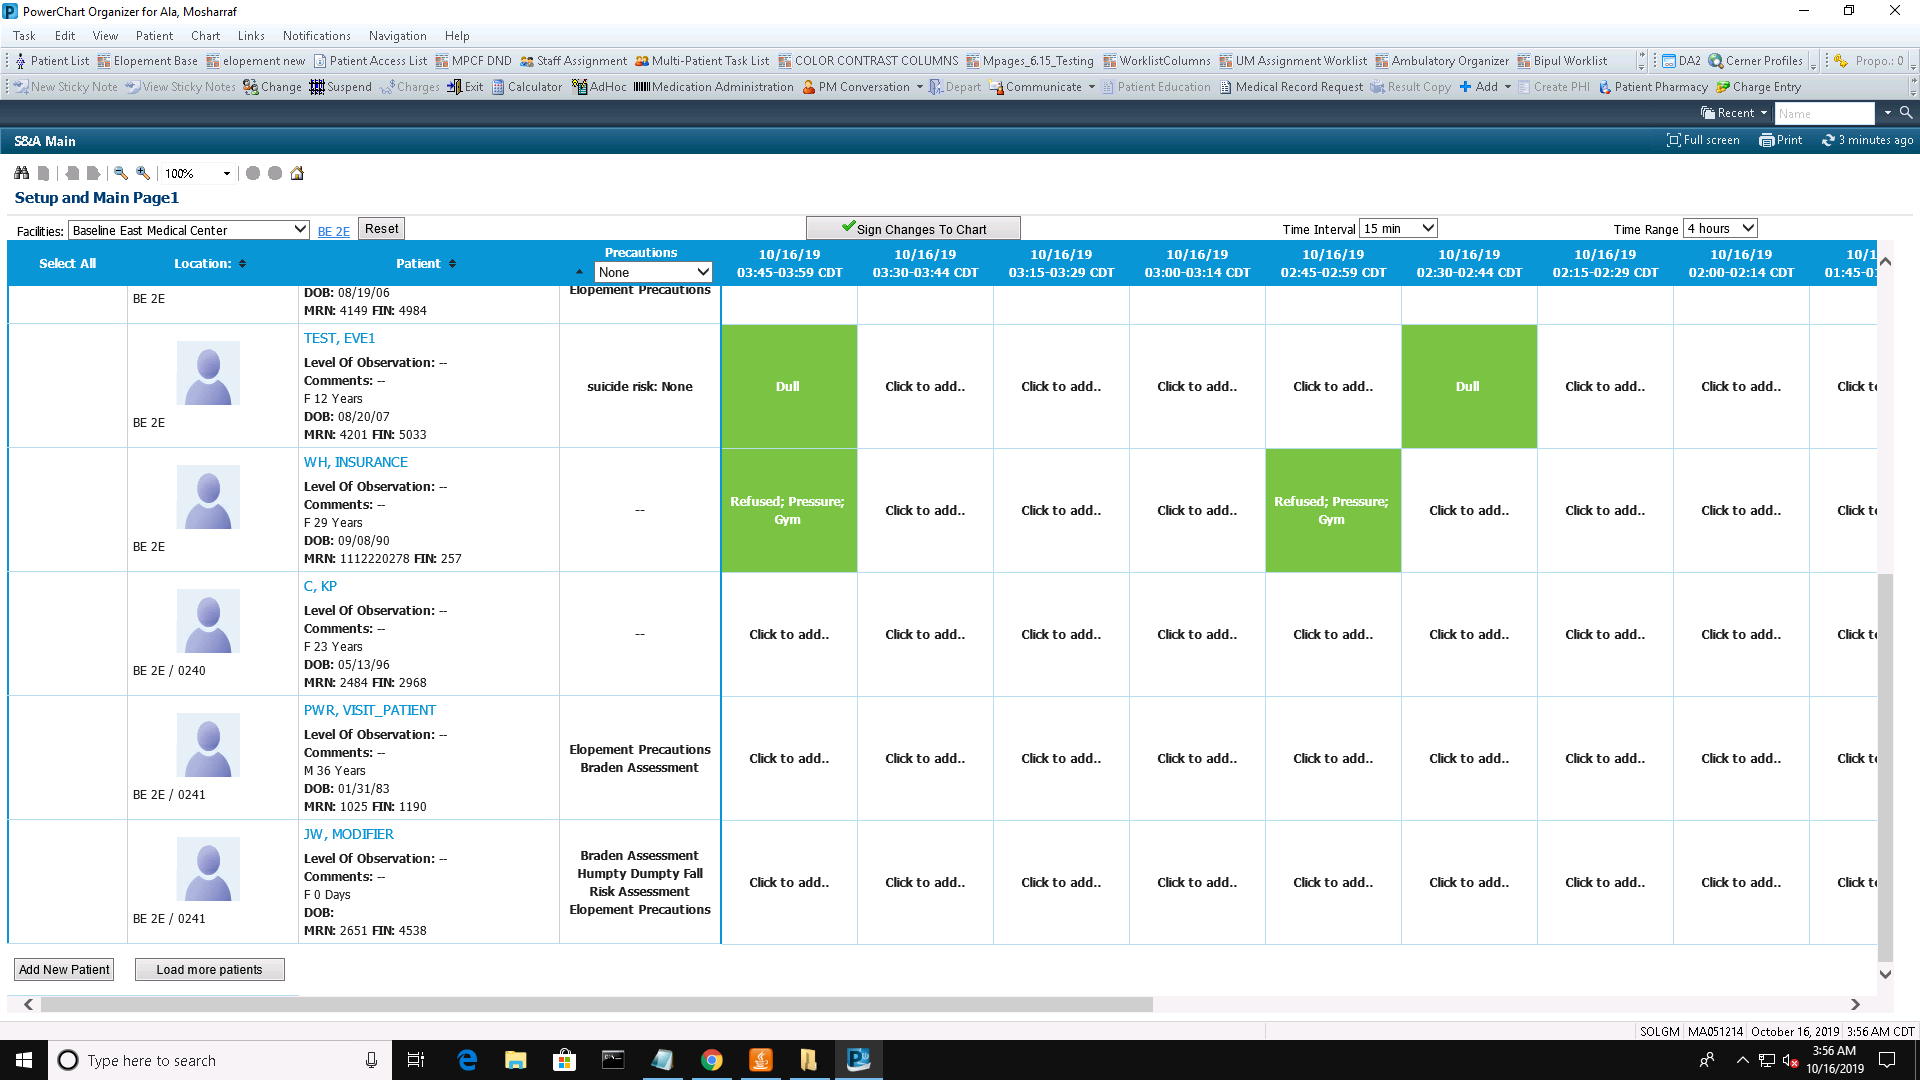 PowerChart Organizer for Ala, Mosharraf
Task Edit View Patient Chart Links Notifications Navigation Help
Patient List Elopement Base elopement new Patient Access List MPCF DND Staff Assignment Multi-Patient Task List COLOR CONTRAST COLUMNS Mpages_6.15_Testing WorklistColumns UM Assignment Worklist Ambulatory Organizer Bipul Worklist DA2 Cerner Profiles Propo.: 0
New Sticky Note View Sticky Notes Change Suspend Charges Exit Calculator AdHoc Medication Administration PM Conversation Depart Communicate Patient Education Medical Record Request Result Copy Add Create PHI Patient Pharmacy Charge Entry
Recent Name
S&A Main Full screen Print 3 minutes ago
100%
Setup and Main Page1
Facilities: Baseline East Medical Center BE 2E Reset Sign Changes To Chart Time Interval 15 min Time Range 4 hours
Select All Location: Patient Precautions None
10/16/19 10/16/19 10/16/19 10/16/19 10/16/19 10/16/19 10/16/19 10/16/19 10/1
03:45-03:59 CDT 03:30-03:44 CDT 03:15-03:29 CDT 03:00-03:14 CDT 02:45-02:59 CDT 02:30-02:44 CDT 02:15-02:29 CDT 02:00-02:14 CDT 01:45-0
BE 2E
DOB: 08/19/06
MRN: 4149 FIN: 4984
Elopement Precautions
BE 2E
TEST, EVE1
Level Of Observation: --
Comments: --
F 12 Years
DOB: 08/20/07
MRN: 4201 FIN: 5033
suicide risk: None
Dull Click to add.. Click to add.. Click to add.. Click to add.. Dull Click to add.. Click to add.. Click t
BE 2E
WH, INSURANCE
Level Of Observation: --
Comments: --
F 29 Years
DOB: 09/08/90
MRN: 1112220278 FIN: 257
--
Refused; Pressure; Gym Click to add.. Click to add.. Click to add.. Refused; Pressure; Gym Click to add.. Click to add.. Click to add.. Click t
BE 2E / 0240
C, KP
Level Of Observation: --
Comments: --
F 23 Years
DOB: 05/13/96
MRN: 2484 FIN: 2968
--
Click to add.. Click to add.. Click to add.. Click to add.. Click to add.. Click to add.. Click to add.. Click to add.. Click t
BE 2E / 0241
PWR, VISIT_PATIENT
Level Of Observation: --
Comments: --
M 36 Years
DOB: 01/31/83
MRN: 1025 FIN: 1190
Elopement Precautions
Braden Assessment
Click to add.. Click to add.. Click to add.. Click to add.. Click to add.. Click to add.. Click to add.. Click to add.. Click t
BE 2E / 0241
JW, MODIFIER
Level Of Observation: --
Comments: --
F 0 Days
DOB:
MRN: 2651 FIN: 4538
Braden Assessment
Humpty Dumpty Fall
Risk Assessment
Elopement Precautions
Click to add.. Click to add.. Click to add.. Click to add.. Click to add.. Click to add.. Click to add.. Click to add.. Click t
Add New Patient Load more patients
SOLGM MA051214 October 16, 2019 3:56 AM CDT
Type here to search
3:56 AM
10/16/2019